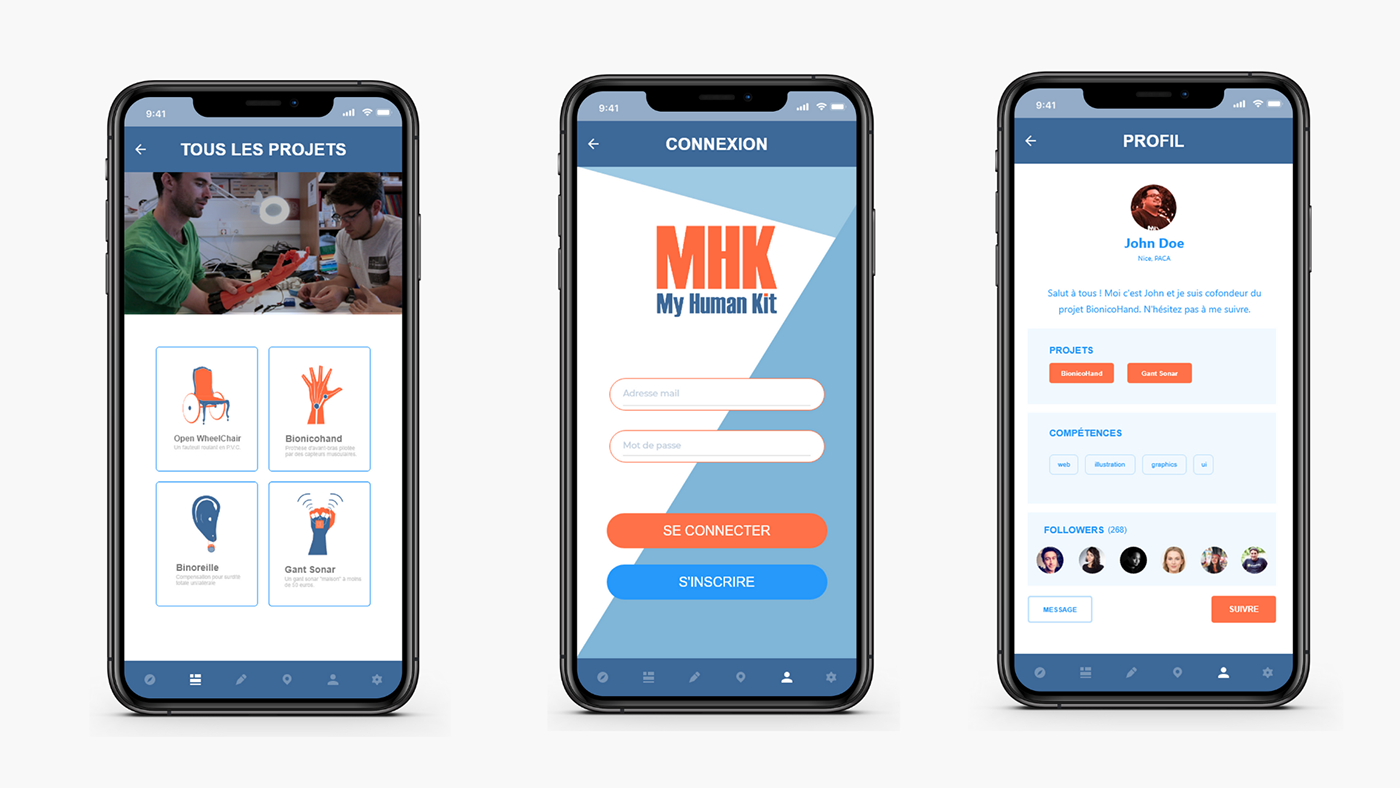 9:41
TOUS LES PROJETS
Open WheelChair
Un fauteuil roulant en P.V.C.
Bionicohand
Prothèse d'avant-bras pilotée
par des capteurs musculaires.
Binoreille
Compensation pour surdité
totale unilatérale
Gant Sonar
Un gant sonar "maison" à moins
de 50 euros.
9:41
CONNEXION
MHK
My Human Kit
Adresse mail
Mot de passe
SE CONNECTER
S'INSCRIRE
9:41
PROFIL
John Doe
Nice, PACA
Salut à tous ! Moi c'est John et je suis cofondeur du
projet BionicoHand. N'hésitez pas à me suivre.
PROJETS
BionicoHand
Gant Sonar
COMPÉTENCES
web
illustration
graphics
ui
FOLLOWERS (268)
MESSAGE
SUIVRE